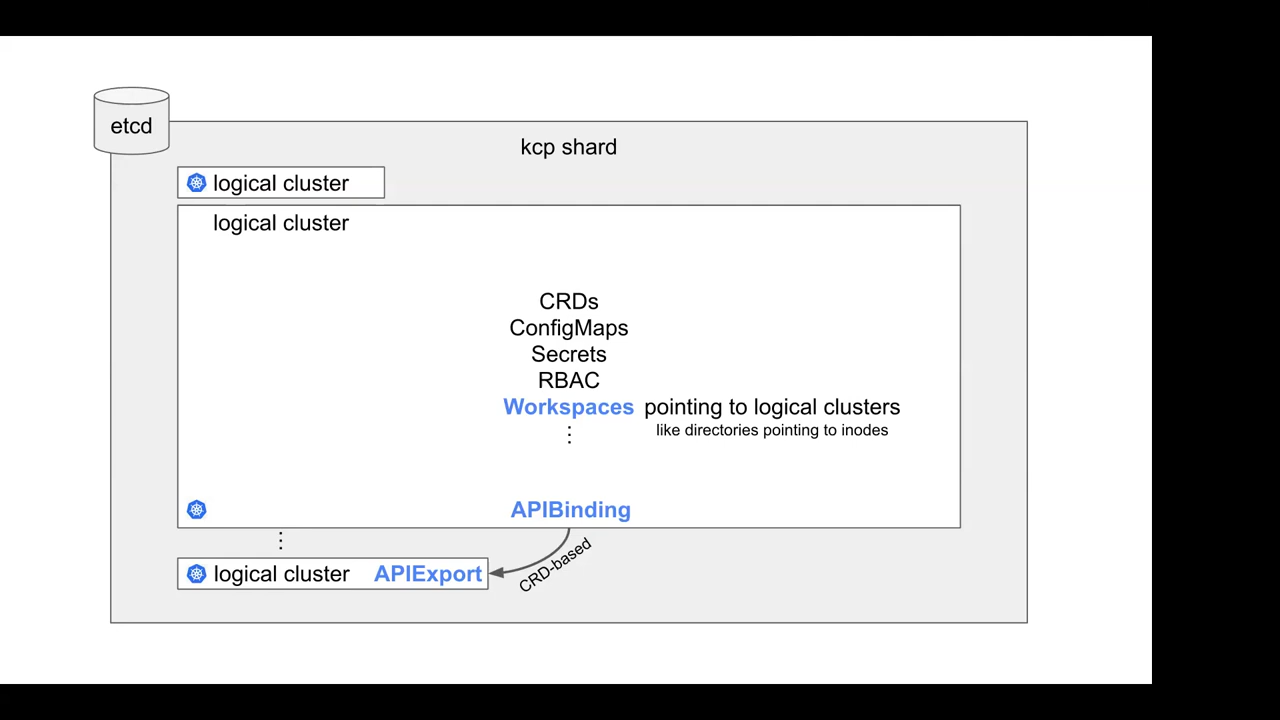 etcd
kcp shard
logical cluster
logical cluster
CRDs
ConfigMaps
Secrets
RBAC
Workspaces pointing to logical clusters
like directories pointing to inodes
⋮
APIBinding
⋮
CRD-based
logical cluster APIExport